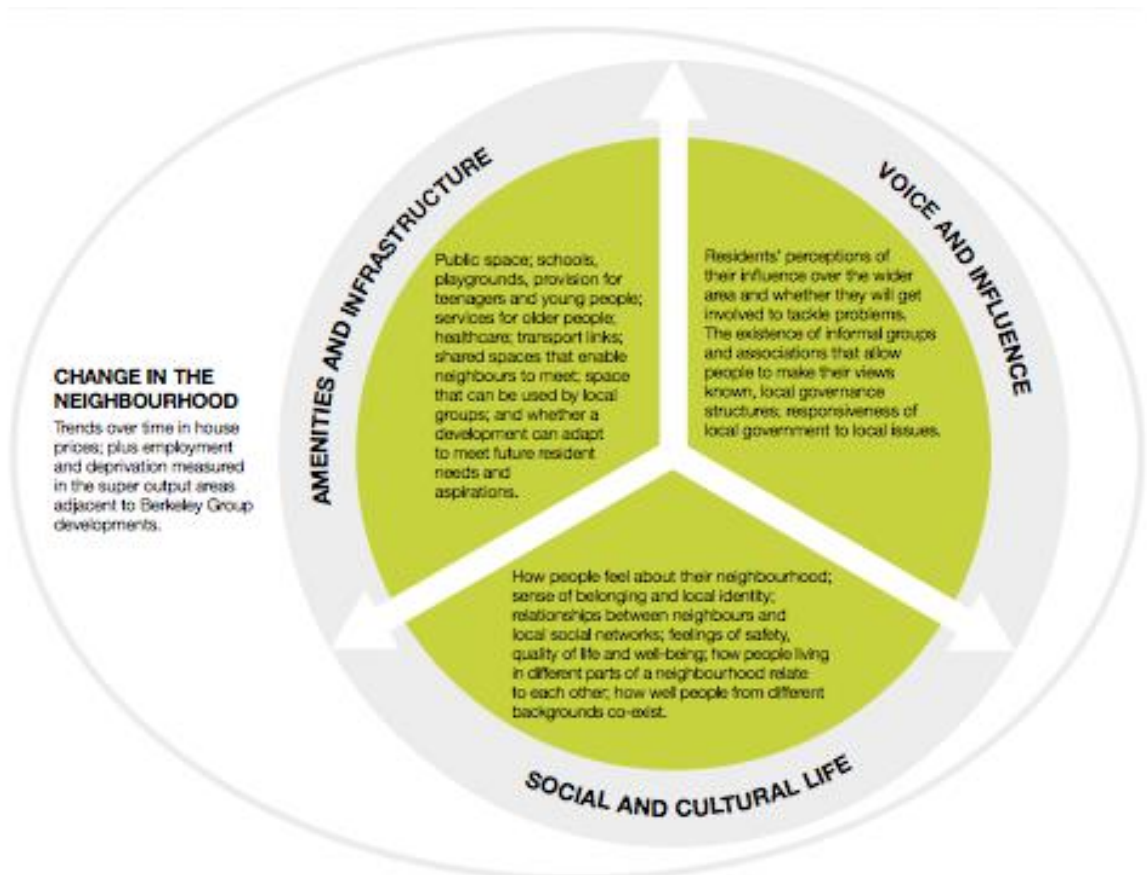 AMENITIES AND INFRASTRUCTURE
Public space; schools,
playgrounds, provision for
teenagers and young people;
services for older people;
healthcare; transport links;
shared spaces that enable
neighbours to meet; space
that can be used by local
groups; and whether a
development can adapt
to meet future resident
needs and
aspirations.
VOICE AND INFLUENCE
Residents' perceptions of
their influence over the wider
area and whether they will get
involved to tackle problems.
The existence of informal groups
and associations that allow
people to make their views
known, local governance
structures; responsiveness of
local government to local issues.
CHANGE IN THE
NEIGHBOURHOOD
Trends over time in house
prices; plus employment
and deprivation measured
in the super output areas
adjacent to Berkeley Group
developments.
How people feel about their neighbourhood;
sense of belonging and local identity;
relationships between neighbours and
local social networks; feelings of safety,
quality of life and well-being; how people living
in different parts of a neighbourhood relate
to each other; how well people from different
backgrounds co-exist.
SOCIAL AND CULTURAL LIFE